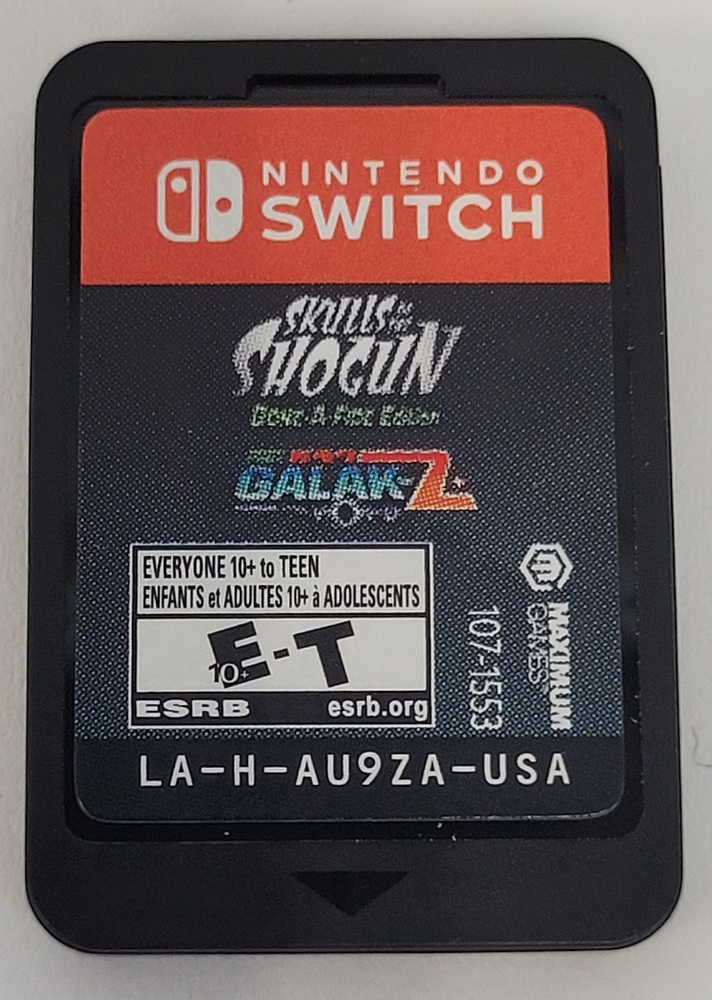 NINTENDO
SWITCH
SKULLS OF THE
SHOGUN
Bone-A-Fide Edition
GALAK-Z
EVERYONE 10+ to TEEN
ENFANTS et ADULTES 10+ à ADOLESCENTS
E 10+ - T
ESRB esrb.org
107-1553
MAXIMUM
GAMES
LA-H-AU9ZA-USA